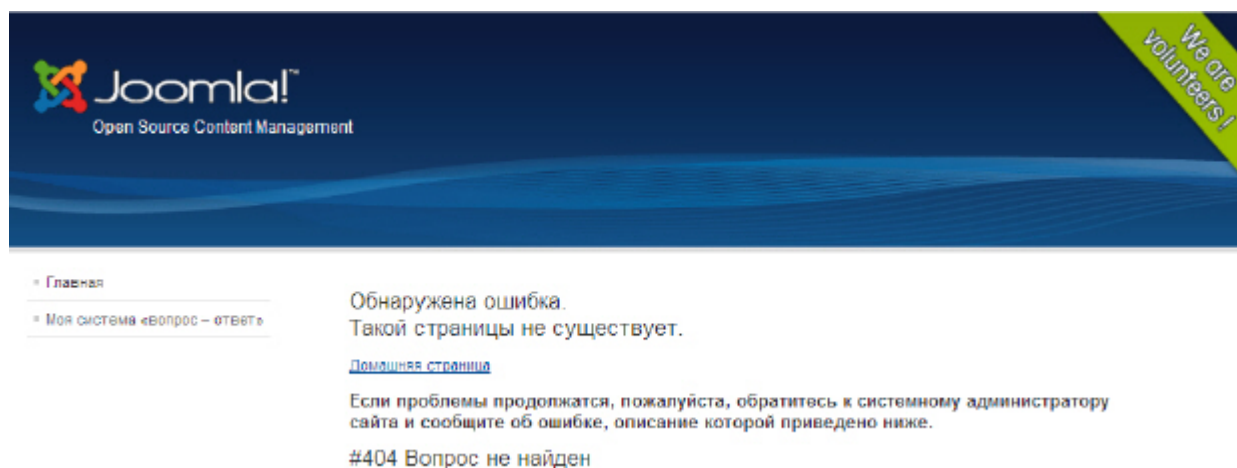 We are
volunteers!
Joomla!™
Open Source Content Management
Главная
Моя система «вопрос – ответ»
Обнаружена ошибка.
Такой страницы не существует.
Домашняя страница
Если проблемы продолжатся, пожалуйста, обратитесь к системному администратору
сайта и сообщите об ошибке, описание которой приведено ниже.
#404 Вопрос не найден